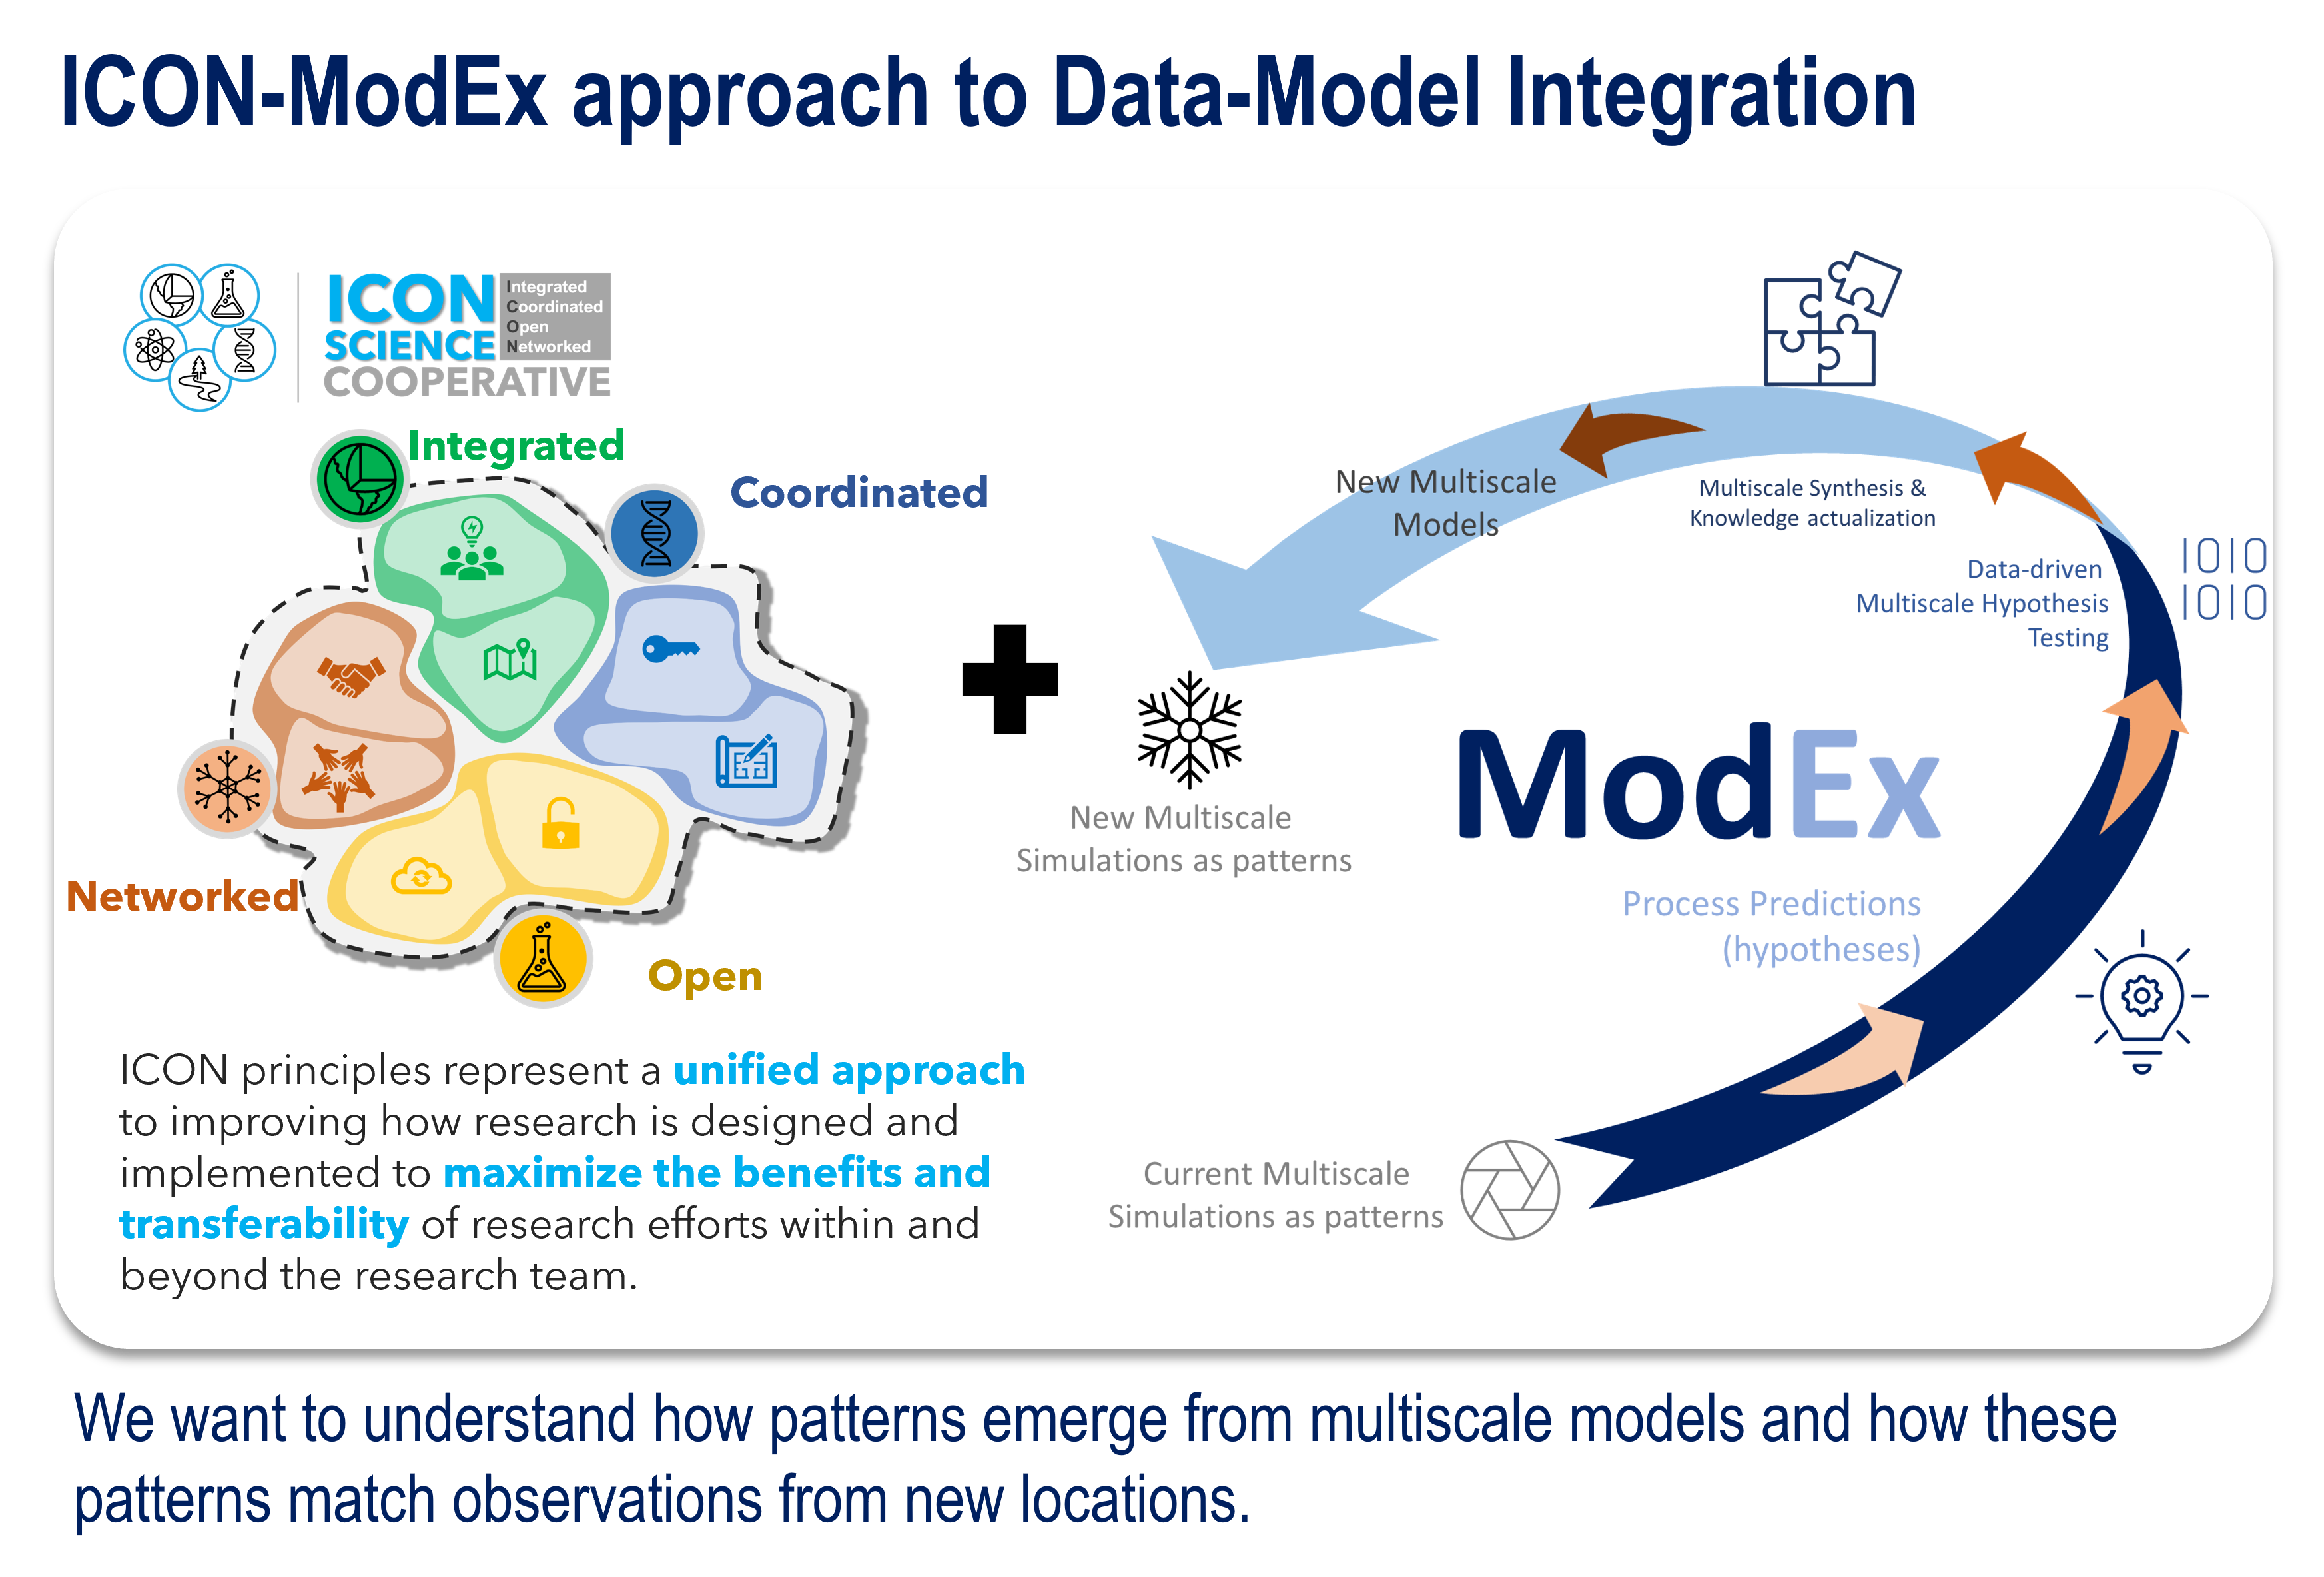 ICON-ModEx approach to Data-Model Integration
ICON
SCIENCE
COOPERATIVE
Integrated
Coordinated
Open
Networked
Integrated
Coordinated
Networked
Open
ICON principles represent a unified approach
to improving how research is designed and
implemented to maximize the benefits and
transferability of research efforts within and
beyond the research team.
New Multiscale
Models
Multiscale Synthesis &
Knowledge actualization
Data-driven
Multiscale Hypothesis
Testing
1010
1010
ModEx
New Multiscale
Simulations as patterns
Process Predictions
(hypotheses)
Current Multiscale
Simulations as patterns
We want to understand how patterns emerge from multiscale models and how these
patterns match observations from new locations.